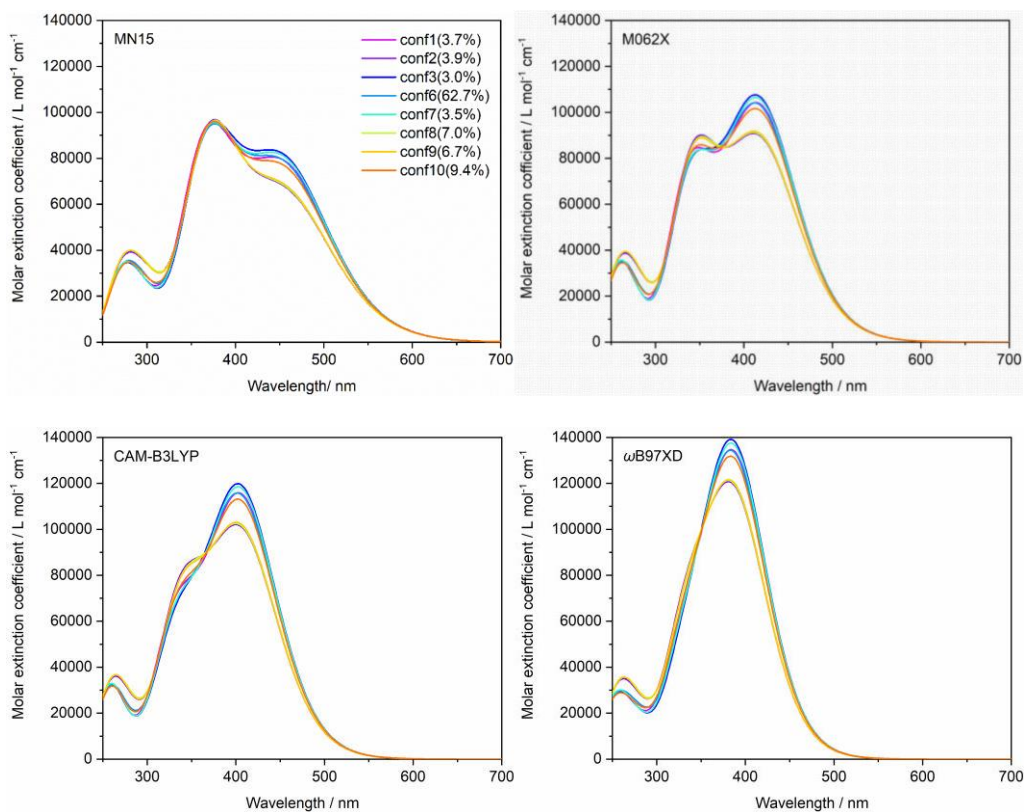 MN15
conf1(3.7%)
conf2(3.9%)
conf3(3.0%)
conf6(62.7%)
conf7(3.5%)
conf8(7.0%)
conf9(6.7%)
conf10(9.4%)
140000
120000
100000
80000
60000
40000
20000
0
Molar extinction coefficient / L mol⁻¹ cm⁻¹
300 400 500 600 700
Wavelength/ nm
M062X
140000
120000
100000
80000
60000
40000
20000
0
Molar extinction cofficient / L mol⁻¹ cm⁻¹
300 400 500 600 700
Wavelength/ nm
CAM-B3LYP
140000
120000
100000
80000
60000
40000
20000
0
Molar extinction coefficient / L mol⁻¹ cm⁻¹
300 400 500 600 700
Wavelength / nm
ωB97XD
140000
120000
100000
80000
60000
40000
20000
0
Molar extinction coefficient / L mol⁻¹ cm⁻¹
300 400 500 600 700
Wavelength / nm